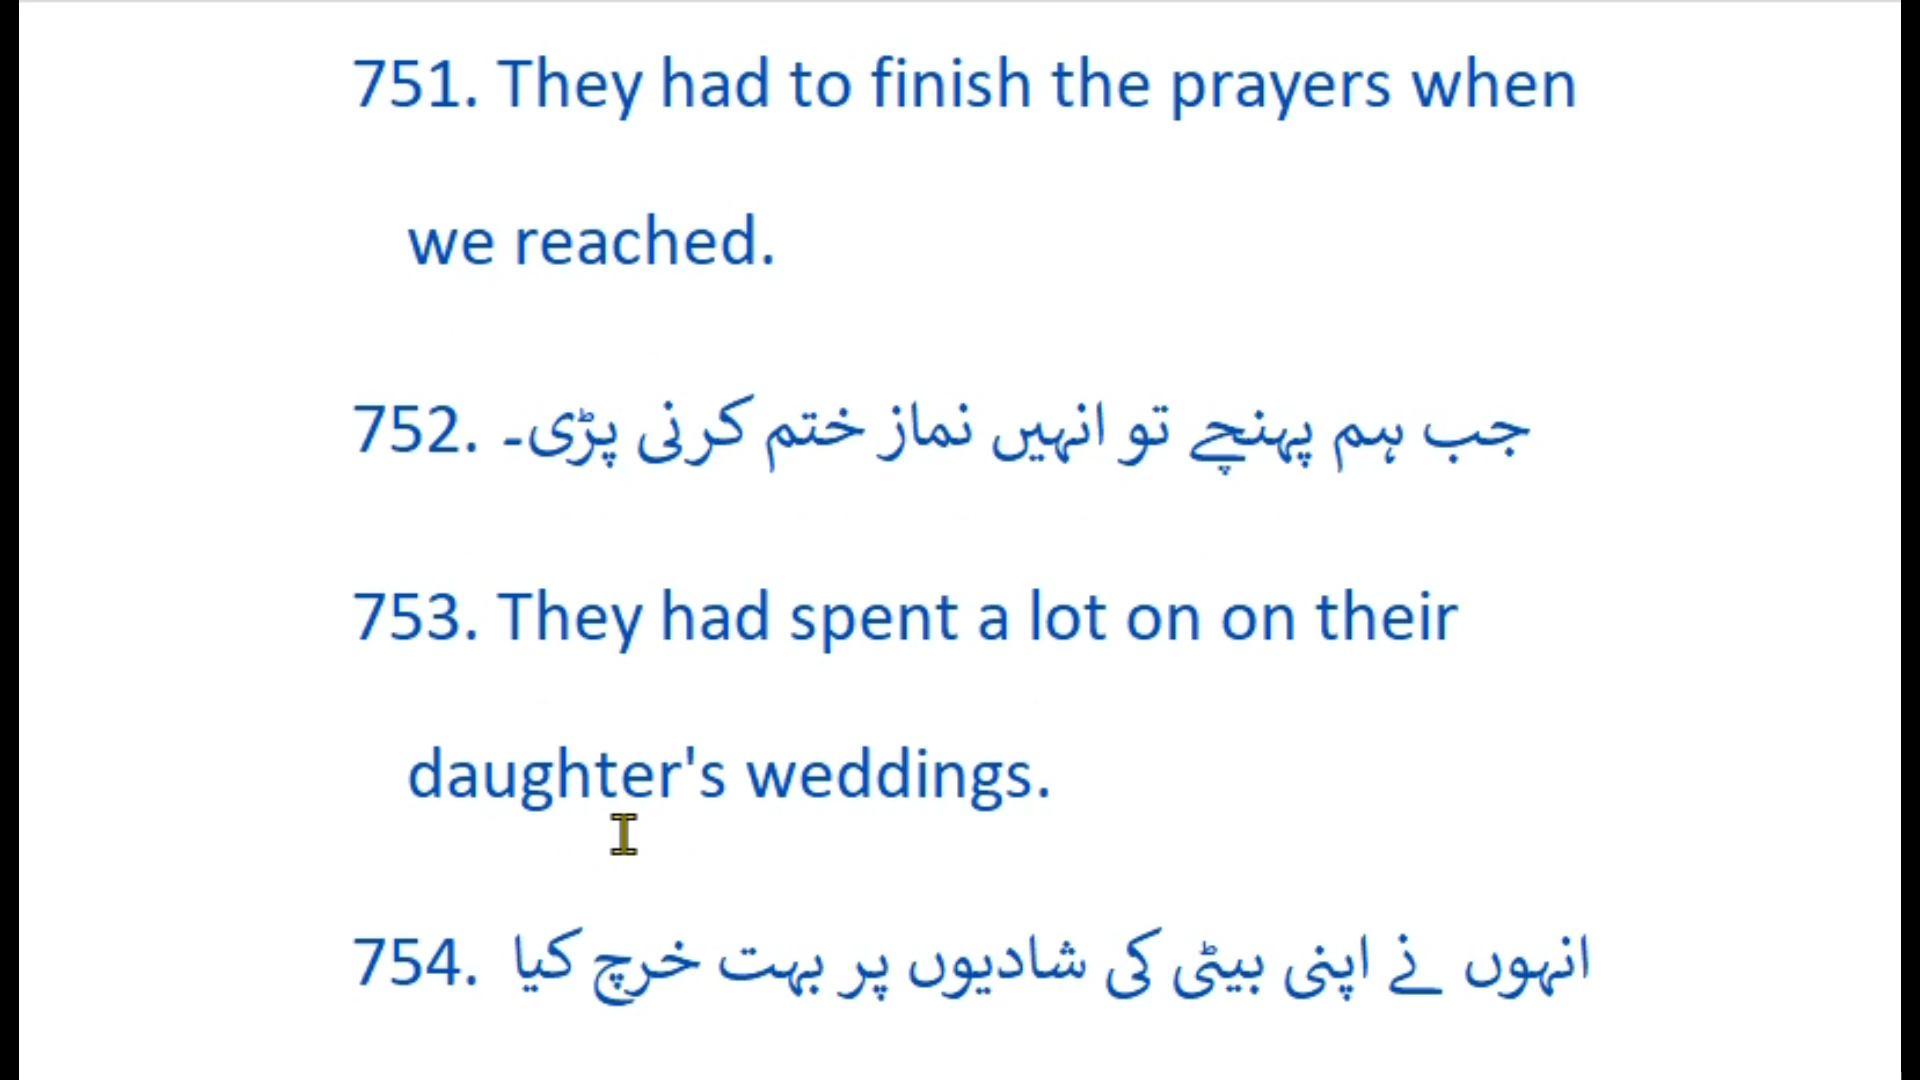 751. They had to finish the prayers when
we reached.
752. جب ہم پہنچے تو انہیں نماز ختم کرنی پڑی۔
753. They had spent a lot on on their
daughter's weddings.
754. انہوں نے اپنی بیٹی کی شادیوں پر بہت خرچ کیا